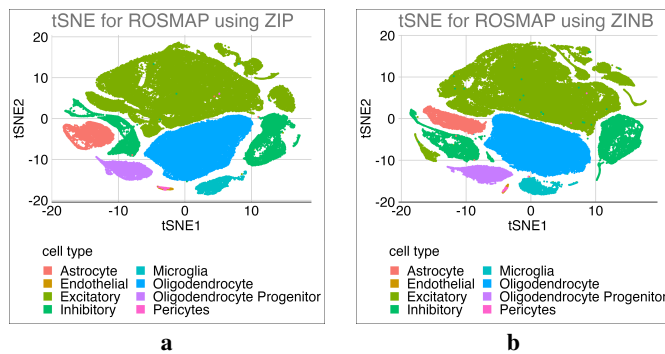 tSNE for ROSMAP using ZIP
20
10
0
-10
-20
tSNE2
-20 -10 0 10
tSNE1
cell type
Astrocyte
Endothelial
Excitatory
Inhibitory
Microglia
Oligodendrocyte
Oligodendrocyte Progenitor
Pericytes
a
tSNE for ROSMAP using ZINB
20
10
0
-10
-20
tSNE2
-20 -10 0 10
tSNE1
cell type
Astrocyte
Endothelial
Excitatory
Inhibitory
Microglia
Oligodendrocyte
Oligodendrocyte Progenitor
Pericytes
b